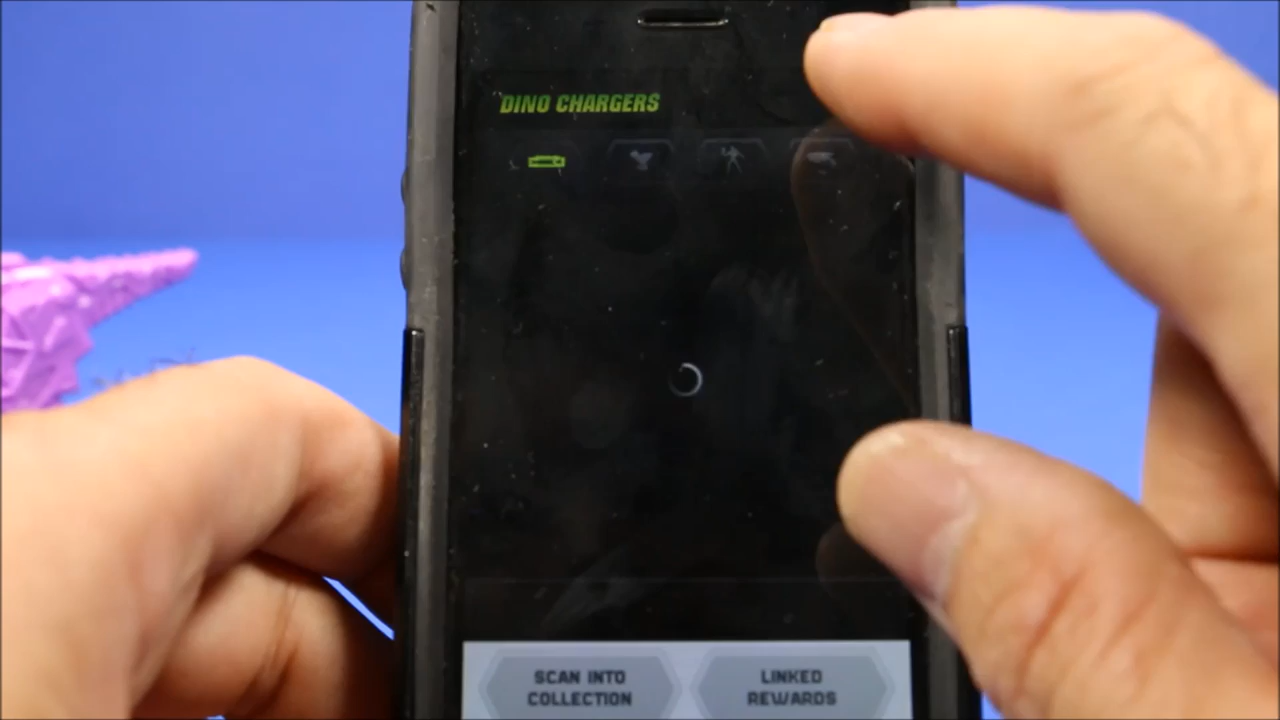 DINO CHARGERS
SCAN INTO
COLLECTION
LINKED
REWARDS